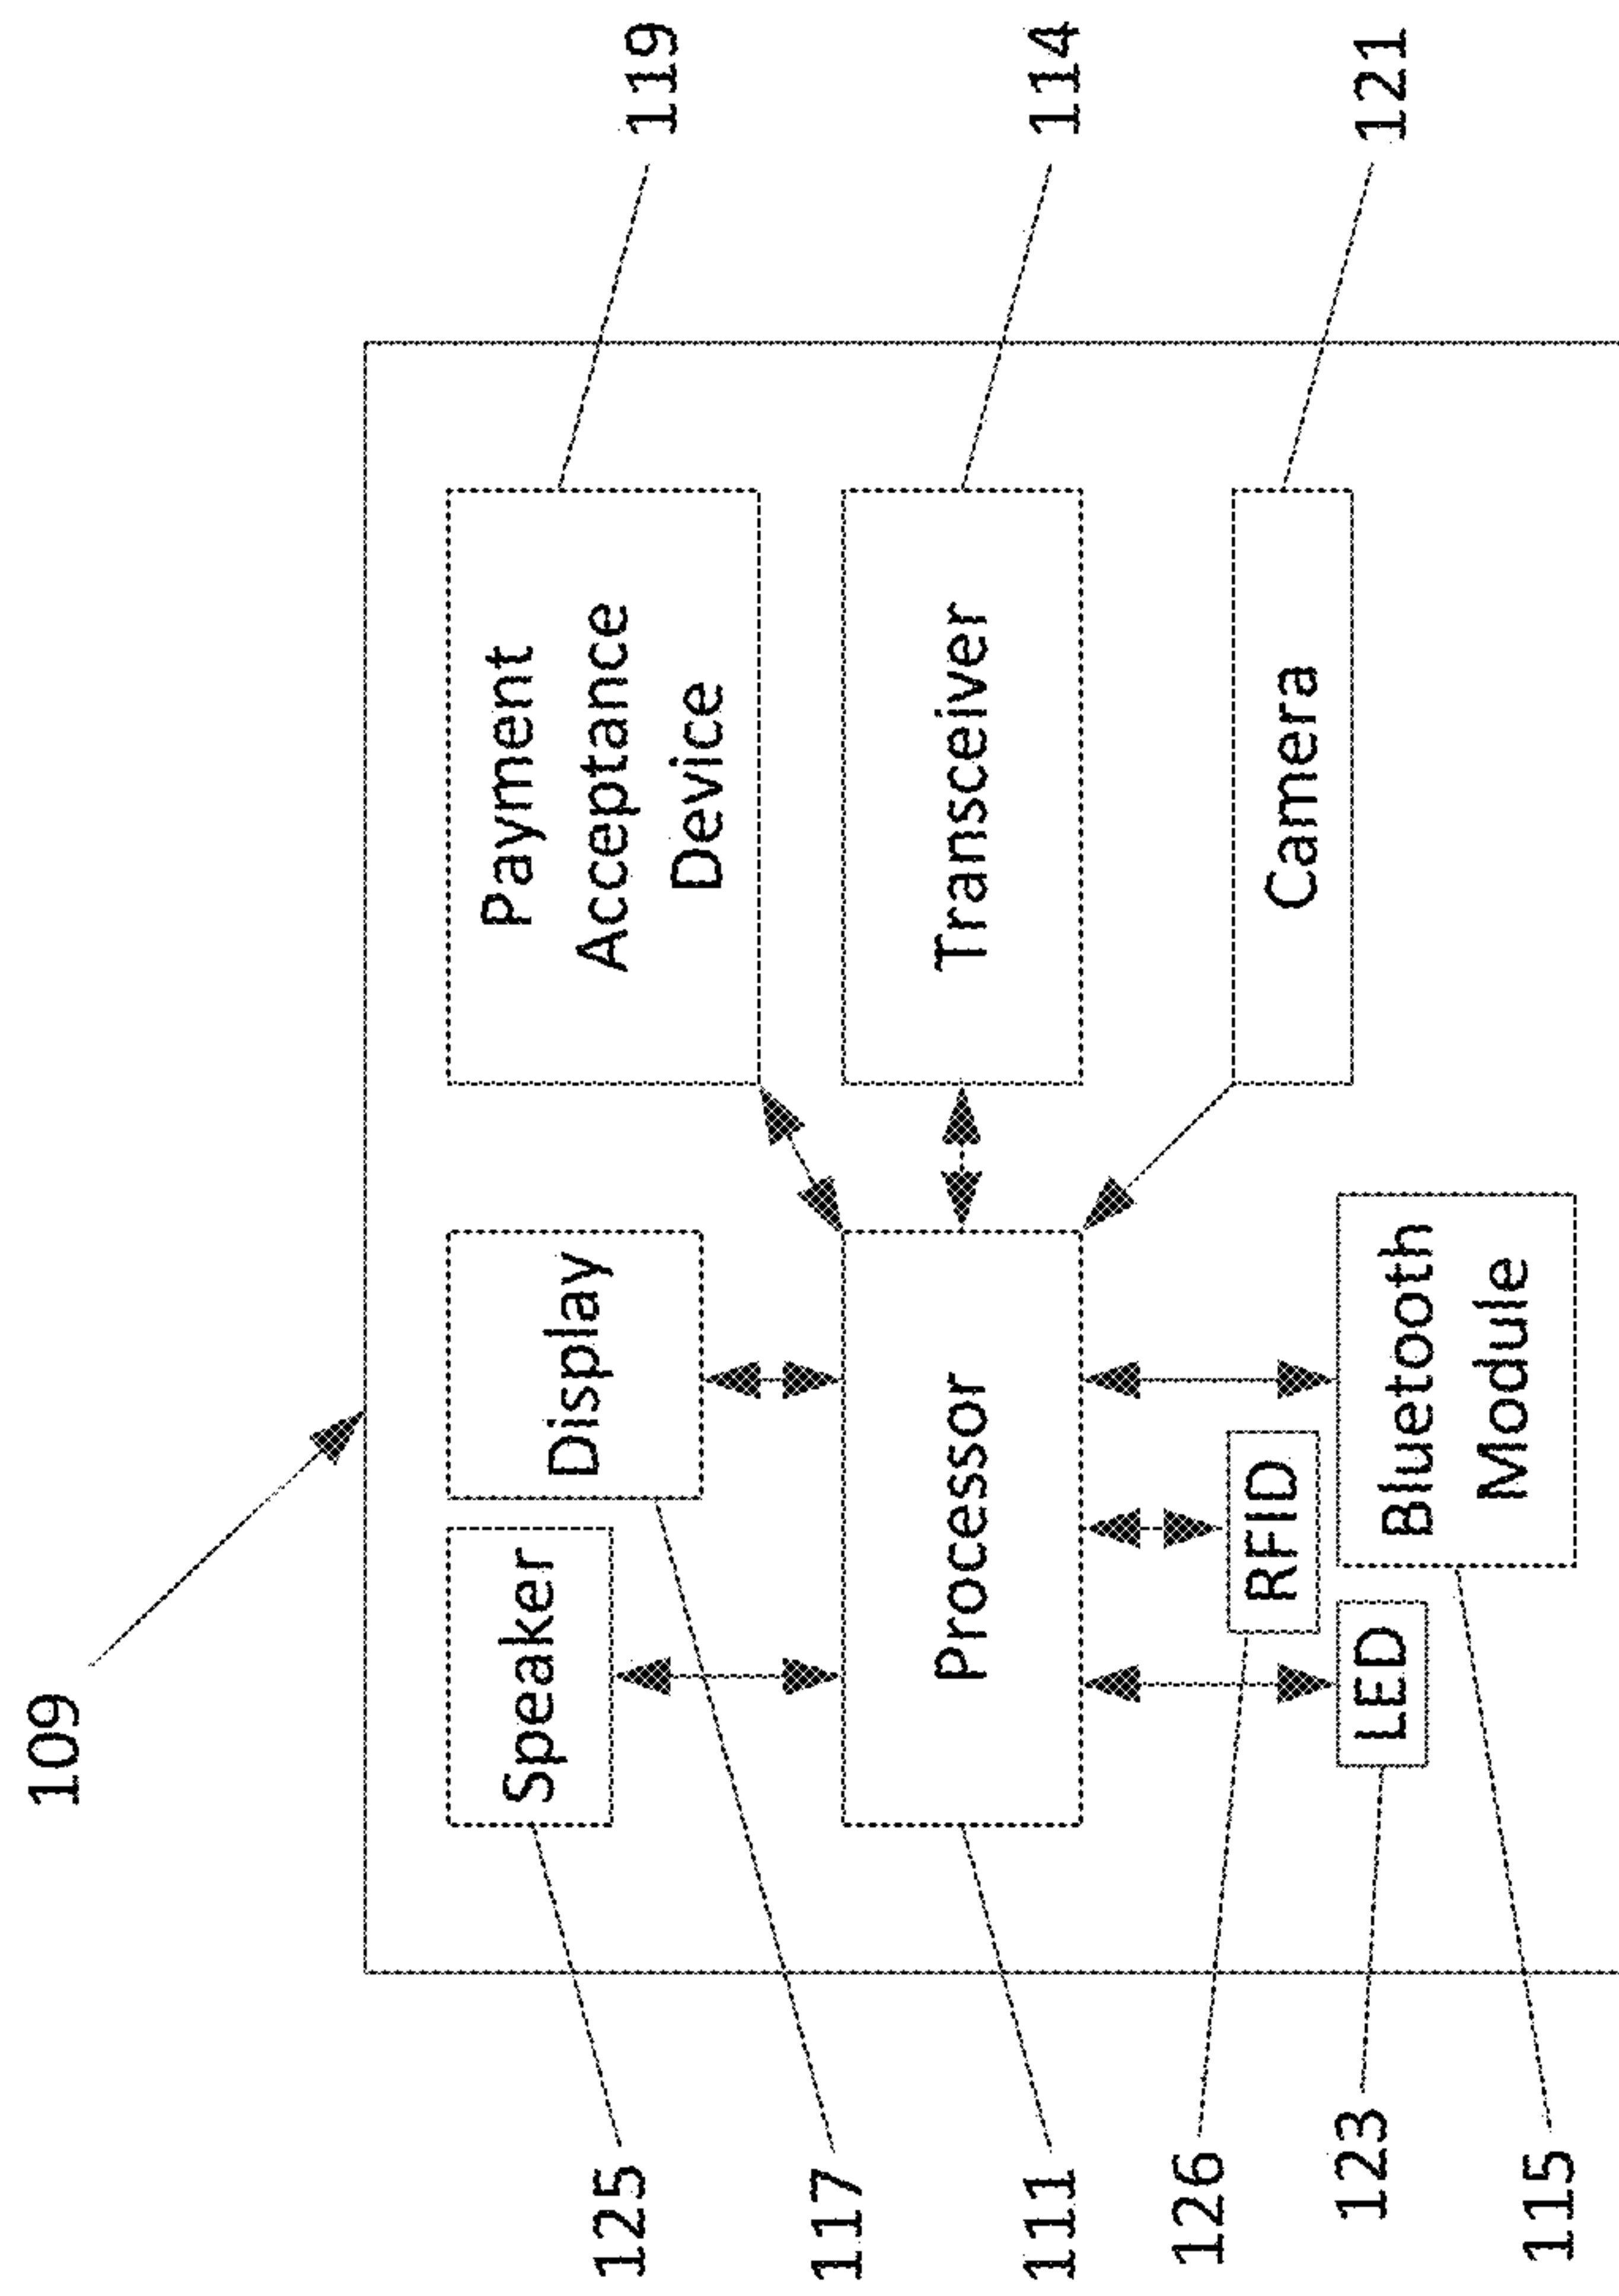 109
Speaker
Display
Payment
Acceptance
Device
119
125
117
Processor
Transceiver
114
111
RFID
126
LED
123
Bluetooth
Module
115
Camera
121